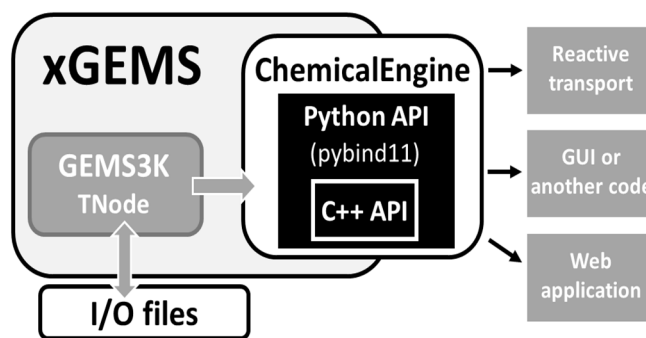 xGEMS
ChemicalEngine
Python API
(pybind11)
C++ API
GEMS3K
TNode
I/O files
Reactive
transport
GUI or
another code
Web
application